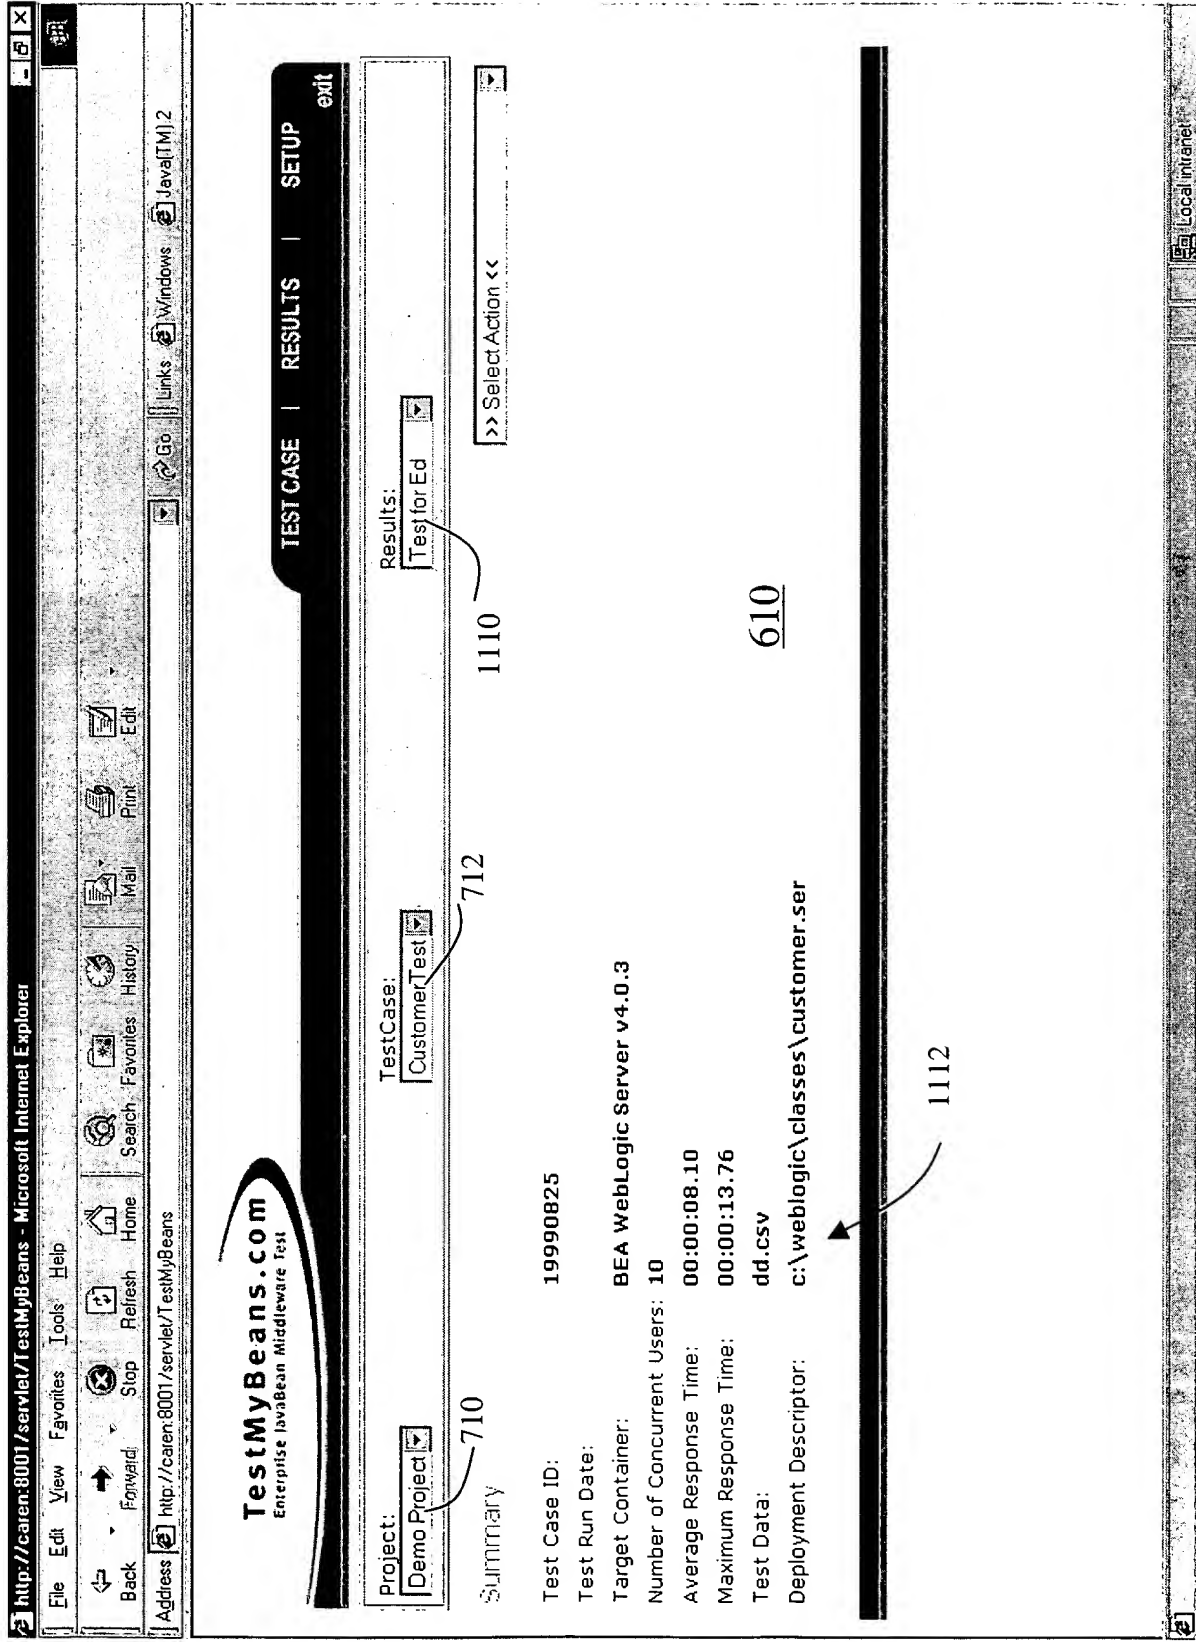 http://caren:8001/servlet/TestMyBeans - Microsoft Internet Explorer
File Edit View Favorites Tools Help
Back Forward Stop Refresh Home Search Favorites History Mail Print Edit
Address http://caren:8001/servlet/TestMyBeans Go Links Windows Java(TM) 2
TestMyBeans.com
Enterprise JavaBean Middleware Test
TEST CASE | RESULTS | SETUP
exit
Project: TestCase: Results:
Demo Project CustomerTest Test for Ed
710 712 1110
Summary >> Select Action <<
Test Case ID: 19990825
Test Run Date:
Target Container: BEA WebLogic Server v4.0.3
Number of Concurrent Users: 10
Average Response Time: 00:00:08.10
Maximum Response Time: 00:00:13.76
Test Data: dd.csv
610
Deployment Descriptor: c:\weblogic\classes\customer.ser
1112
Local intranet